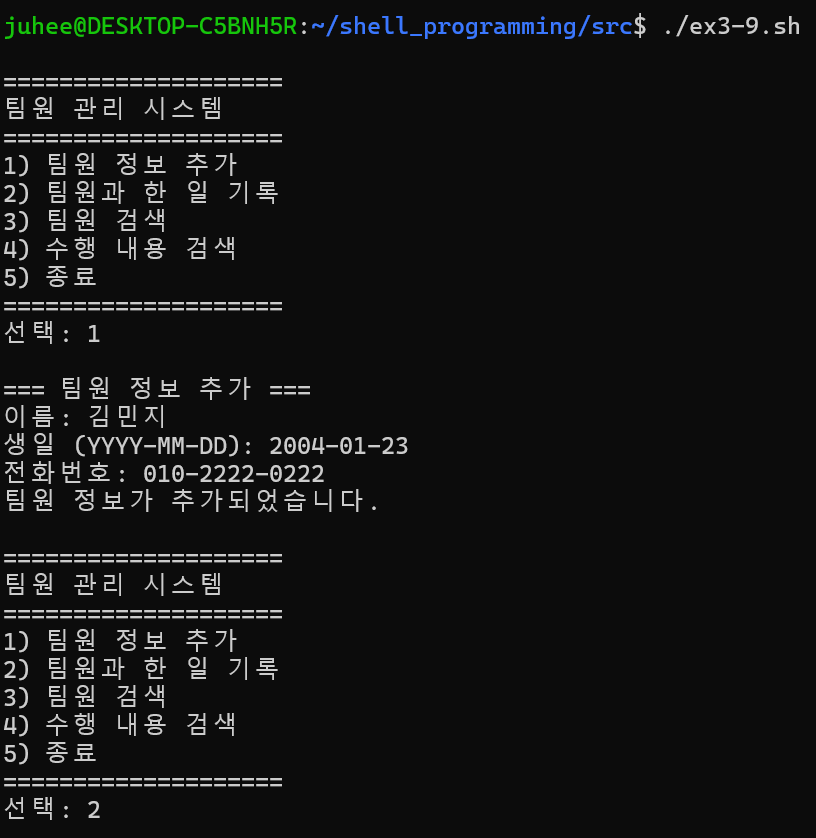 juhee@DESKTOP-C5BNH5R:~/shell_programming/src$ ./ex3-9.sh
====================
팀원 관리 시스템
====================
1) 팀원 정보 추가
2) 팀원과 한 일 기록
3) 팀원 검색
4) 수행 내용 검색
5) 종료
====================
선택: 1
=== 팀원 정보 추가 ===
이름: 김민지
생일 (YYYY-MM-DD): 2004-01-23
전화번호: 010-2222-0222
팀원 정보가 추가되었습니다.
====================
팀원 관리 시스템
====================
1) 팀원 정보 추가
2) 팀원과 한 일 기록
3) 팀원 검색
4) 수행 내용 검색
5) 종료
====================
선택: 2